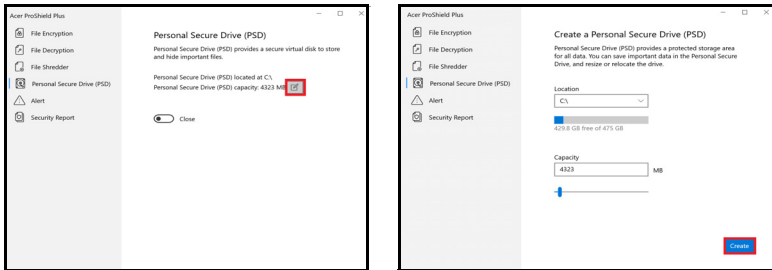 Acer ProShield Plus
File Encryption
File Decryption
File Shredder
Personal Secure Drive (PSD)
Alert
Security Report
Personal Secure Drive (PSD)
Personal Secure Drive (PSD) provides a secure virtual disk to store
and hide important files.
Personal Secure Drive (PSD) located at C:\
Personal Secure Drive (PSD) capacity: 4323 MB
Close
Acer ProShield Plus
File Encryption
File Decryption
File Shredder
Personal Secure Drive (PSD)
Alert
Security Report
Create a Personal Secure Drive (PSD)
Personal Secure Drive (PSD) provides a protected storage area
for all data. You can save important data in the Personal Secure
Drive, and resize or relocate the drive.
Location
C:\
429.8 GB free of 475 GB
Capacity
4323 MB
Create